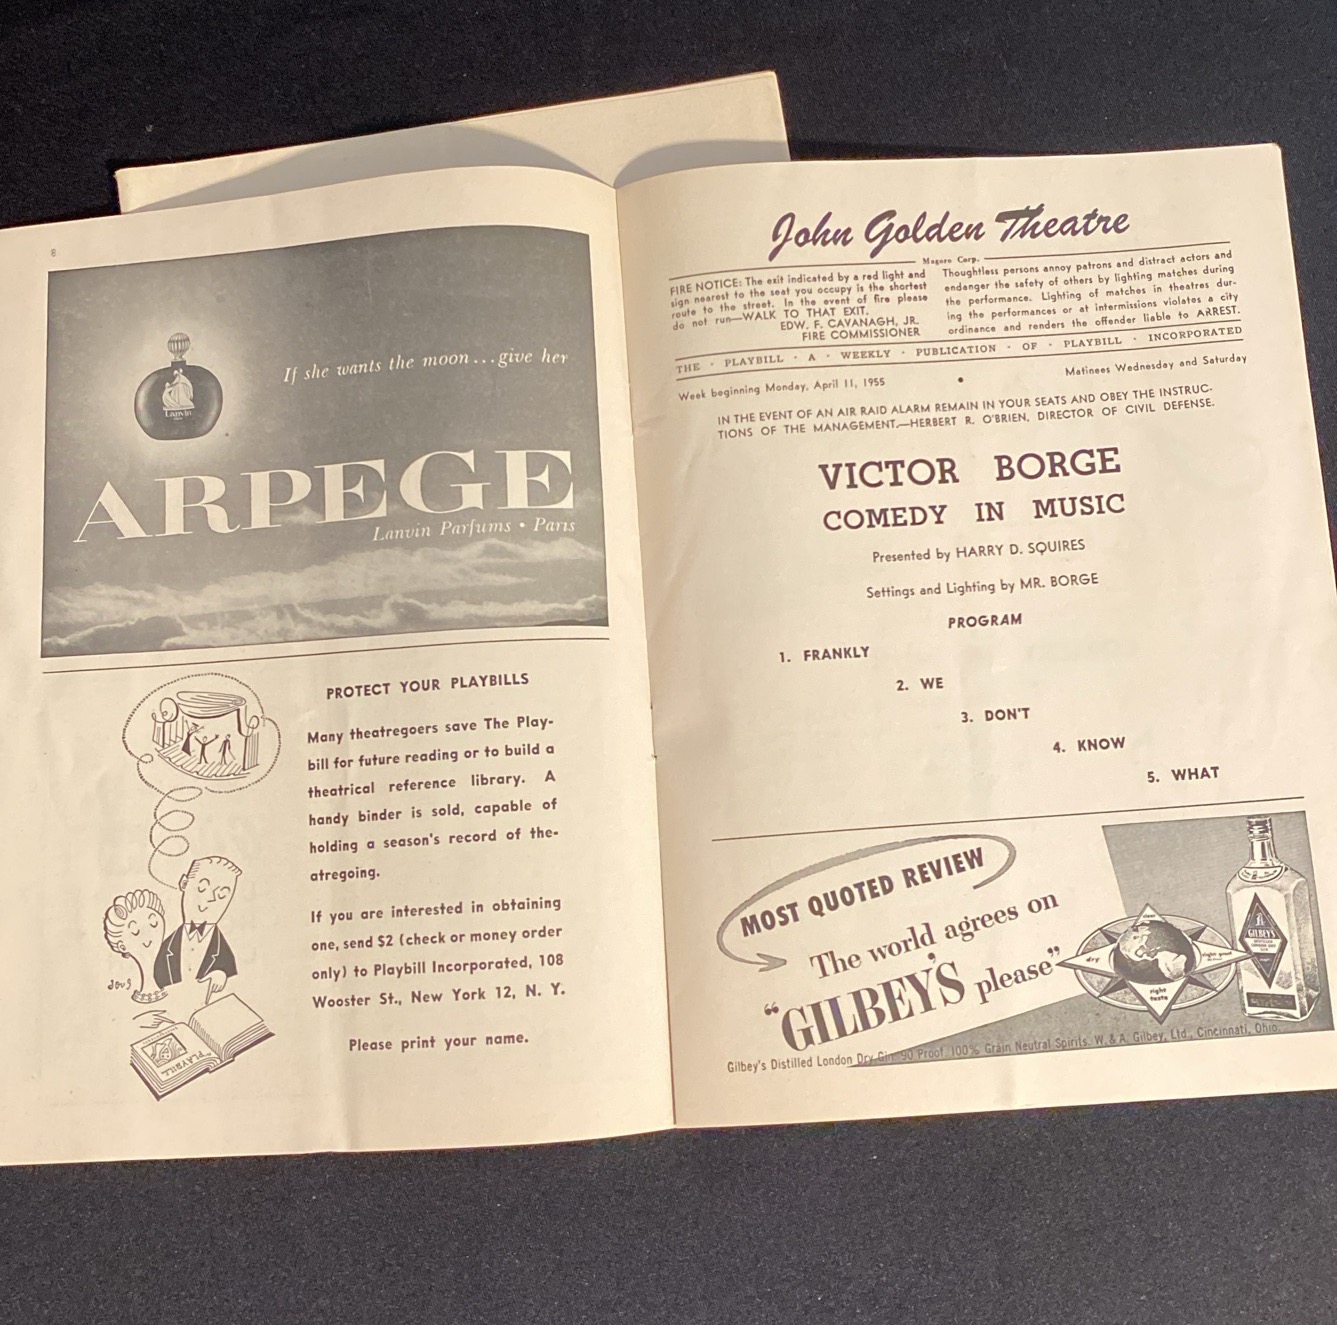 8
Lanvin
If she wants the moon...give her
ARPEGE
Lanvin Parfums • Paris
PROTECT YOUR PLAYBILLS
Many theatregoers save The Play-
bill for future reading or to build a
theatrical reference library. A
handy binder is sold, capable of
holding a season's record of the-
atregoing.
If you are interested in obtaining
one, send $2 (check or money order
only) to Playbill Incorporated, 108
Wooster St., New York 12, N. Y.
Please print your name.
doug
PLAYBILL
John Golden Theatre
Magoro Corp.
FIRE NOTICE: The exit indicated by a red light and
sign nearest to the seat you occupy is the shortest
route to the street. In the event of fire please
do not run—WALK TO THAT EXIT.
EDW. F. CAVANAGH, JR.
FIRE COMMISSIONER
Thoughtless persons annoy patrons and distract actors and
endanger the safety of others by lighting matches during
the performance. Lighting of matches in theatres dur-
ing the performances or at intermissions violates a city
ordinance and renders the offender liable to ARREST.
THE · PLAYBILL · A · WEEKLY · PUBLICATION · OF · PLAYBILL · INCORPORATED
Week beginning Monday, April 11, 1955 • Matinees Wednesday and Saturday
IN THE EVENT OF AN AIR RAID ALARM REMAIN IN YOUR SEATS AND OBEY THE INSTRUC-
TIONS OF THE MANAGEMENT.—HERBERT R. O'BRIEN, DIRECTOR OF CIVIL DEFENSE.
VICTOR BORGE
COMEDY IN MUSIC
Presented by HARRY D. SQUIRES
Settings and Lighting by MR. BORGE
PROGRAM
1. FRANKLY
2. WE
3. DON'T
4. KNOW
5. WHAT
MOST QUOTED REVIEW
The world agrees on
"GILBEY'S please"
clear
dry
right proof
right taste
GILBEY'S
Gilbey's Distilled London Dry Gin. 90 Proof. 100% Grain Neutral Spirits. W. & A. Gilbey, Ltd., Cincinnati, Ohio.